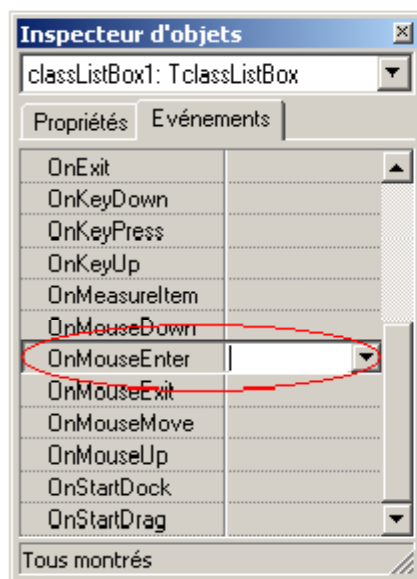 Inspecteur d'objets
classListBox1: TclassListBox
Propriétés Evénements
OnExit
OnKeyDown
OnKeyPress
OnKeyUp
OnMeasureItem
OnMouseDown
OnMouseEnter
OnMouseExit
OnMouseMove
OnMouseUp
OnStartDock
OnStartDrag
Tous montrés